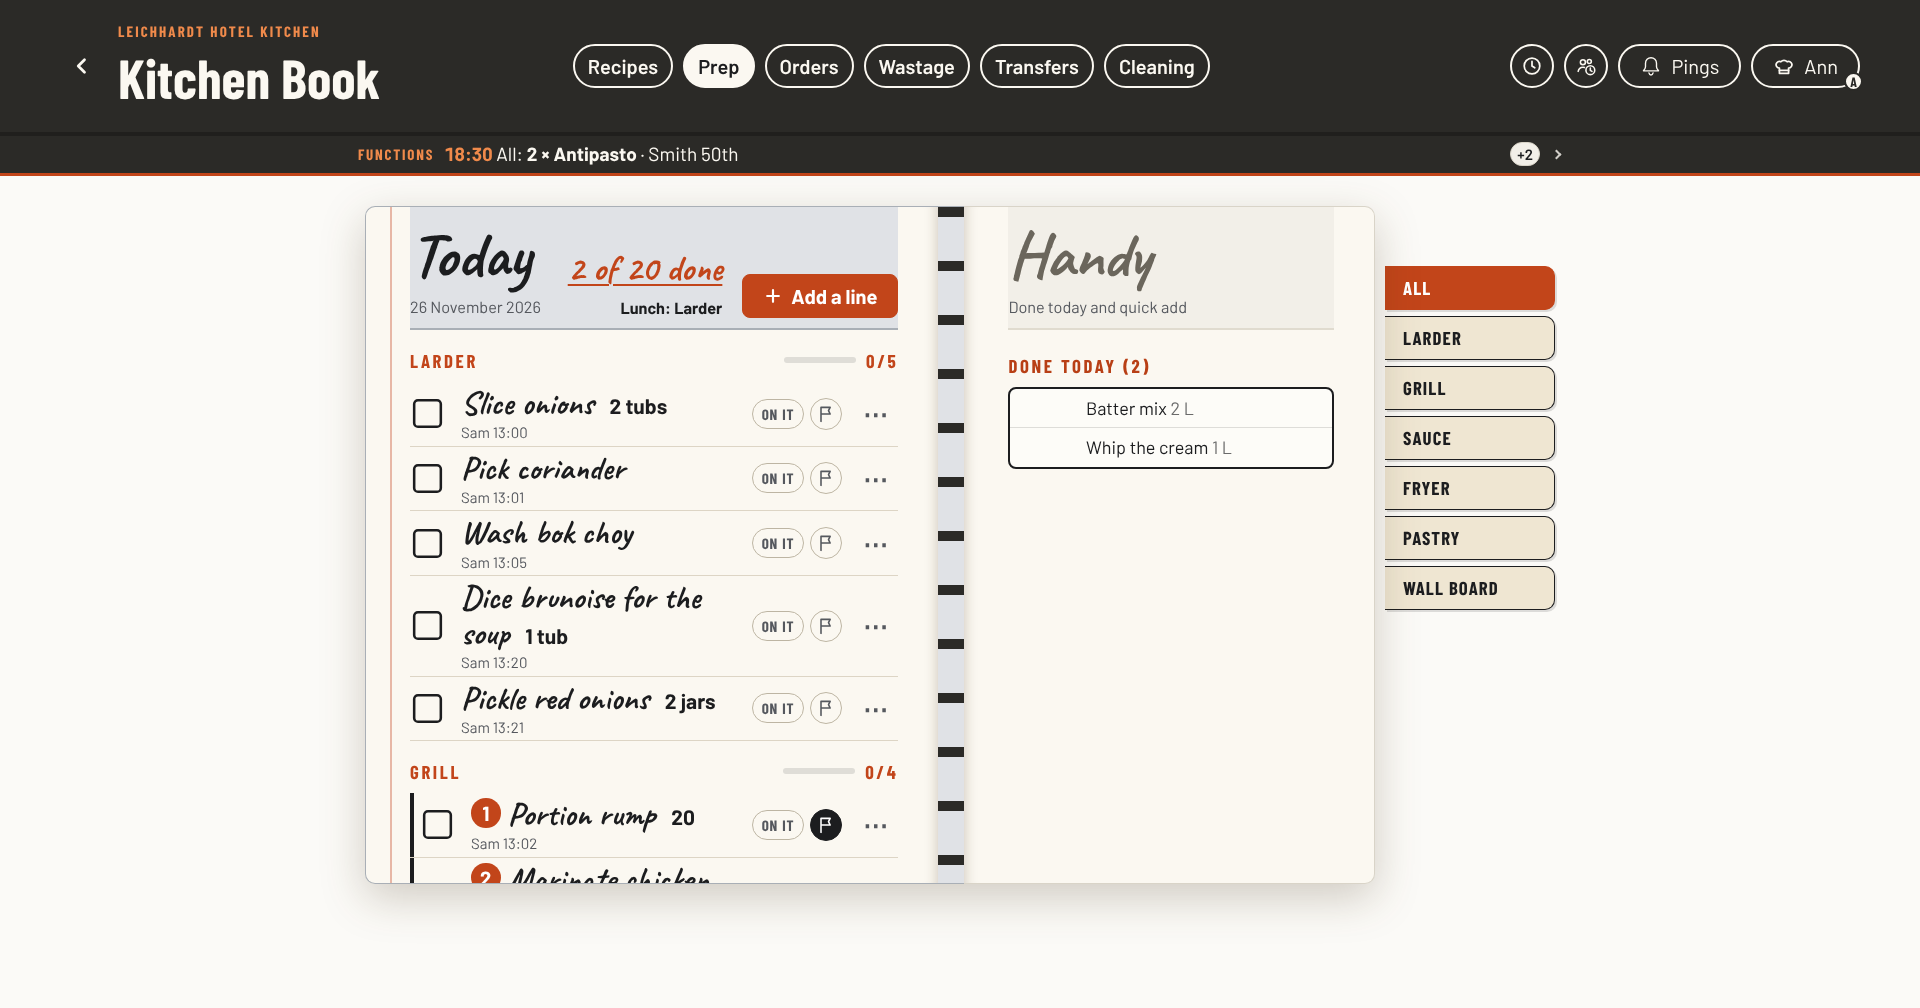 LEICHHARDT HOTEL KITCHEN
Kitchen Book
Recipes
Prep
Orders
Wastage
Transfers
Cleaning
Pings
Ann
A
FUNCTIONS 18:30 All: 2 × Antipasto · Smith 50th
+2
Today
2 of 20 done
26 November 2026
Lunch: Larder
+ Add a line
LARDER 0/5
Slice onions 2 tubs
Sam 13:00
ON IT
Pick coriander
Sam 13:01
ON IT
Wash bok choy
Sam 13:05
ON IT
Dice brunoise for the
soup 1 tub
Sam 13:20
ON IT
Pickle red onions 2 jars
Sam 13:21
ON IT
GRILL 0/4
1 Portion rump 20
Sam 13:02
ON IT
2 Marinate chicken
Handy
Done today and quick add
DONE TODAY (2)
Batter mix 2 L
Whip the cream 1 L
ALL
LARDER
GRILL
SAUCE
FRYER
PASTRY
WALL BOARD